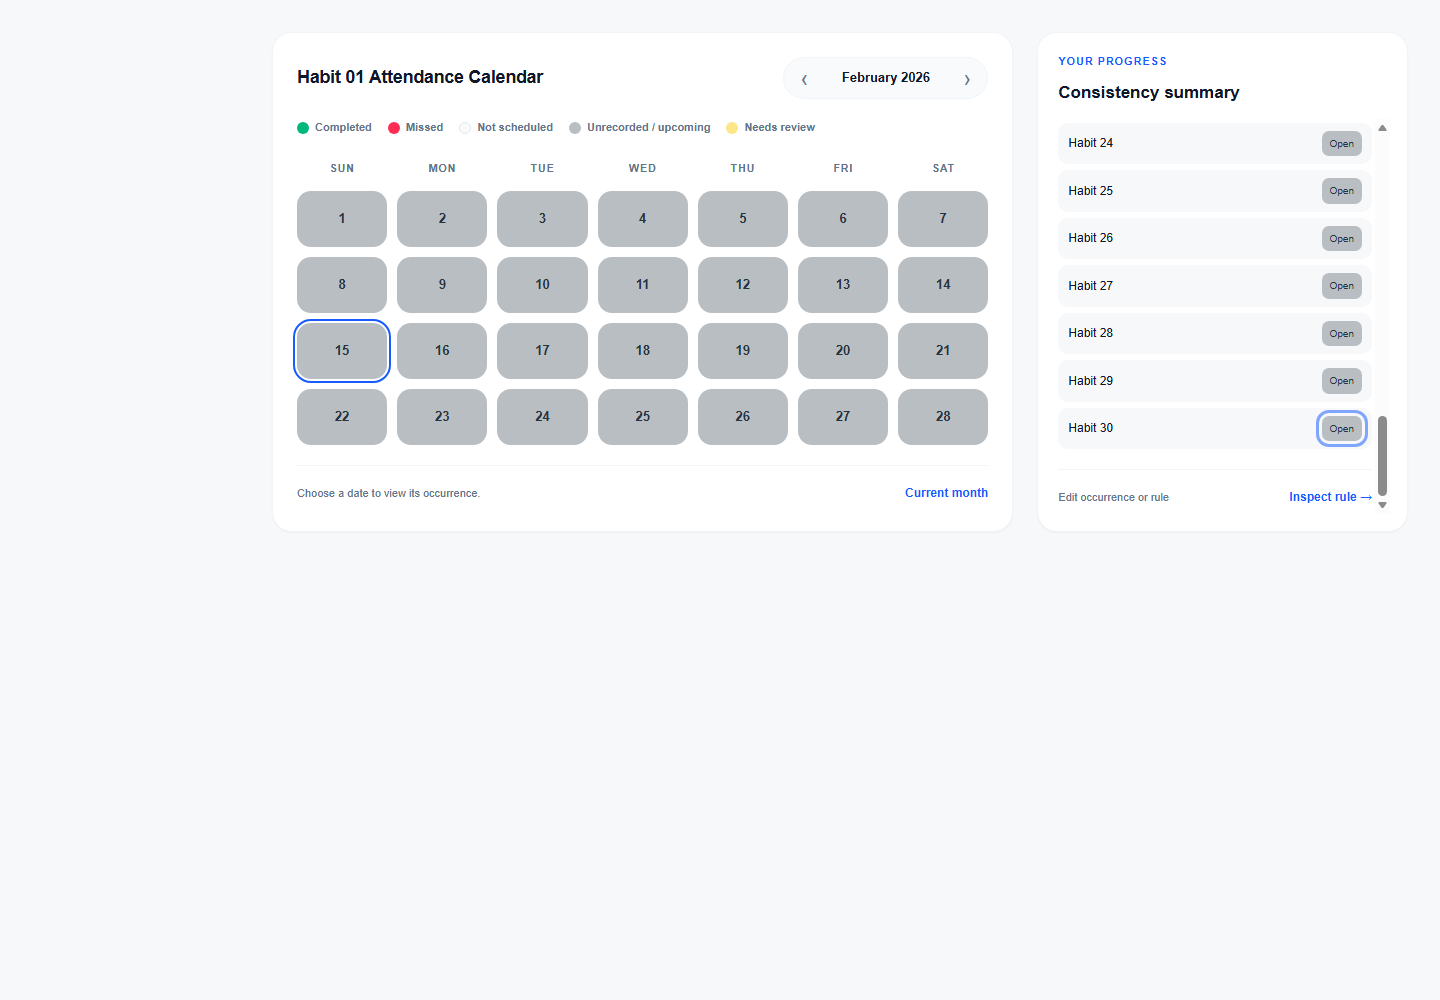 Habit 01 Attendance Calendar
‹ February 2026 ›
Completed Missed Not scheduled Unrecorded / upcoming Needs review
SUN MON TUE WED THU FRI SAT
1 2 3 4 5 6 7
8 9 10 11 12 13 14
15 16 17 18 19 20 21
22 23 24 25 26 27 28
Choose a date to view its occurrence. Current month
YOUR PROGRESS
Consistency summary
Habit 24 Open
Habit 25 Open
Habit 26 Open
Habit 27 Open
Habit 28 Open
Habit 29 Open
Habit 30 Open
Edit occurrence or rule Inspect rule →